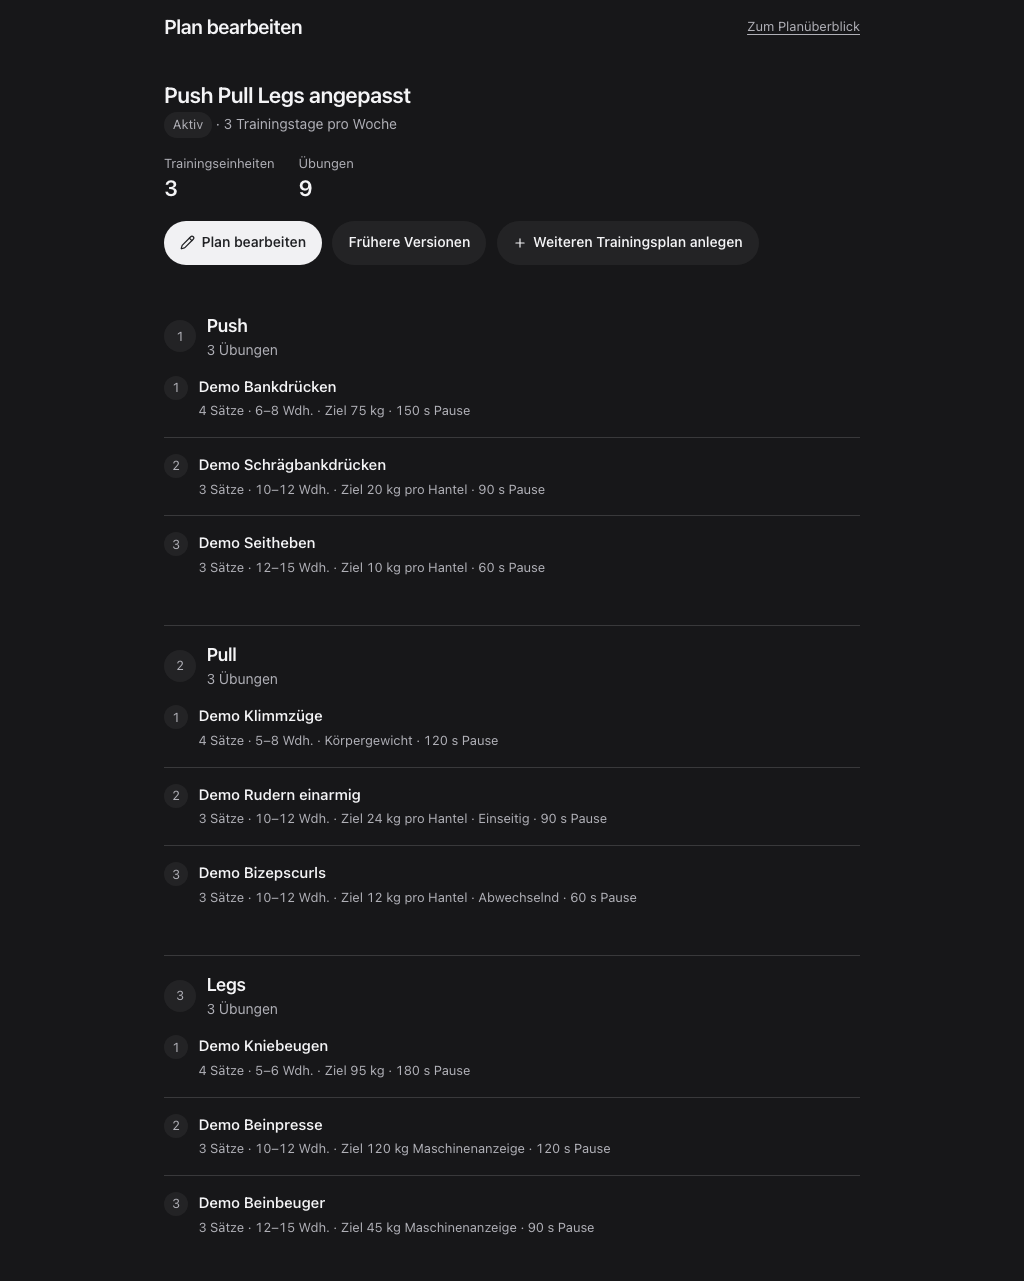 Plan bearbeiten
Zum Planüberblick
Push Pull Legs angepasst
Aktiv · 3 Trainingstage pro Woche
Trainingseinheiten Übungen
3 9
Plan bearbeiten Frühere Versionen + Weiteren Trainingsplan anlegen
1 Push
3 Übungen
1 Demo Bankdrücken
4 Sätze · 6–8 Wdh. · Ziel 75 kg · 150 s Pause
2 Demo Schrägbankdrücken
3 Sätze · 10–12 Wdh. · Ziel 20 kg pro Hantel · 90 s Pause
3 Demo Seitheben
3 Sätze · 12–15 Wdh. · Ziel 10 kg pro Hantel · 60 s Pause
2 Pull
3 Übungen
1 Demo Klimmzüge
4 Sätze · 5–8 Wdh. · Körpergewicht · 120 s Pause
2 Demo Rudern einarmig
3 Sätze · 10–12 Wdh. · Ziel 24 kg pro Hantel · Einseitig · 90 s Pause
3 Demo Bizepscurls
3 Sätze · 10–12 Wdh. · Ziel 12 kg pro Hantel · Abwechselnd · 60 s Pause
3 Legs
3 Übungen
1 Demo Kniebeugen
4 Sätze · 5–6 Wdh. · Ziel 95 kg · 180 s Pause
2 Demo Beinpresse
3 Sätze · 10–12 Wdh. · Ziel 120 kg Maschinenanzeige · 120 s Pause
3 Demo Beinbeuger
3 Sätze · 12–15 Wdh. · Ziel 45 kg Maschinenanzeige · 90 s Pause